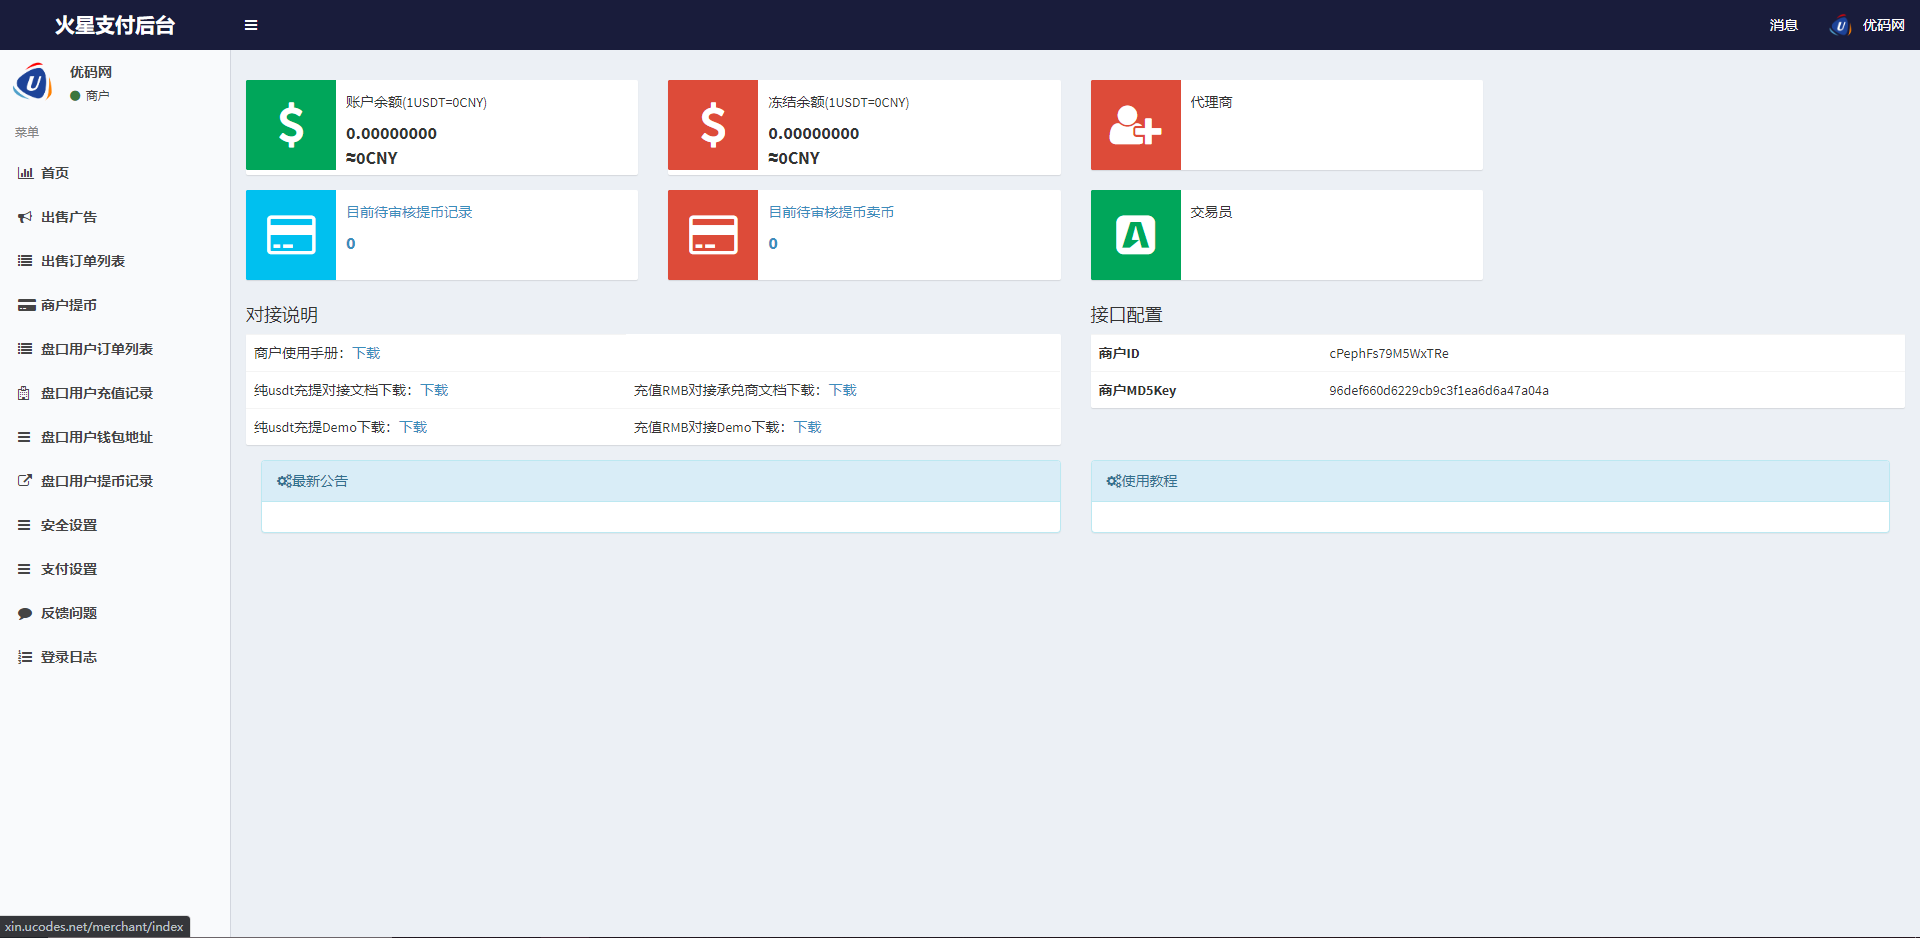 火星支付后台
消息
优码网
优码网
商户
菜单
首页
出售广告
出售订单列表
商户提币
盘口用户订单列表
盘口用户充值记录
盘口用户钱包地址
盘口用户提币记录
安全设置
支付设置
反馈问题
登录日志
账户余额(1USDT=0CNY)
0.00000000
≈0CNY
冻结余额(1USDT=0CNY)
0.00000000
≈0CNY
代理商
目前待审核提币记录
0
目前待审核提币卖币
0
交易员
对接说明
商户使用手册：下载
纯usdt充提对接文档下载：下载 充值RMB对接承兑商文档下载：下载
纯usdt充提Demo下载：下载 充值RMB对接Demo下载：下载
接口配置
商户ID cPephFs79M5WxTRe
商户MD5Key 96def660d6229cb9c3f1ea6d6a47a04a
最新公告
使用教程
xin.ucodes.net/merchant/index